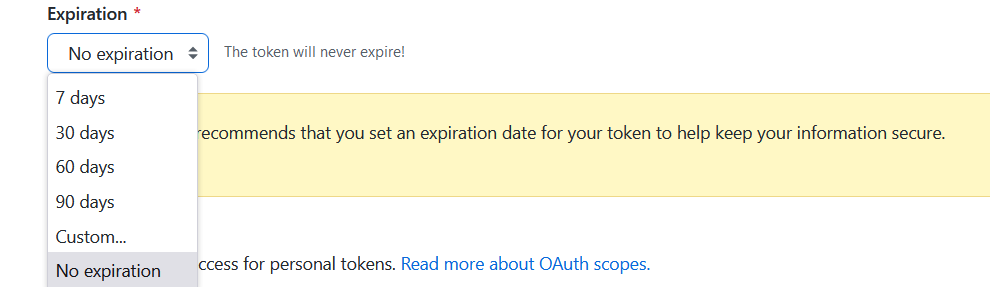 Expiration *
No expiration The token will never expire!
7 days
30 days recommends that you set an expiration date for your token to help keep your information secure.
60 days
90 days
Custom...
No expiration ccess for personal tokens. Read more about OAuth scopes.